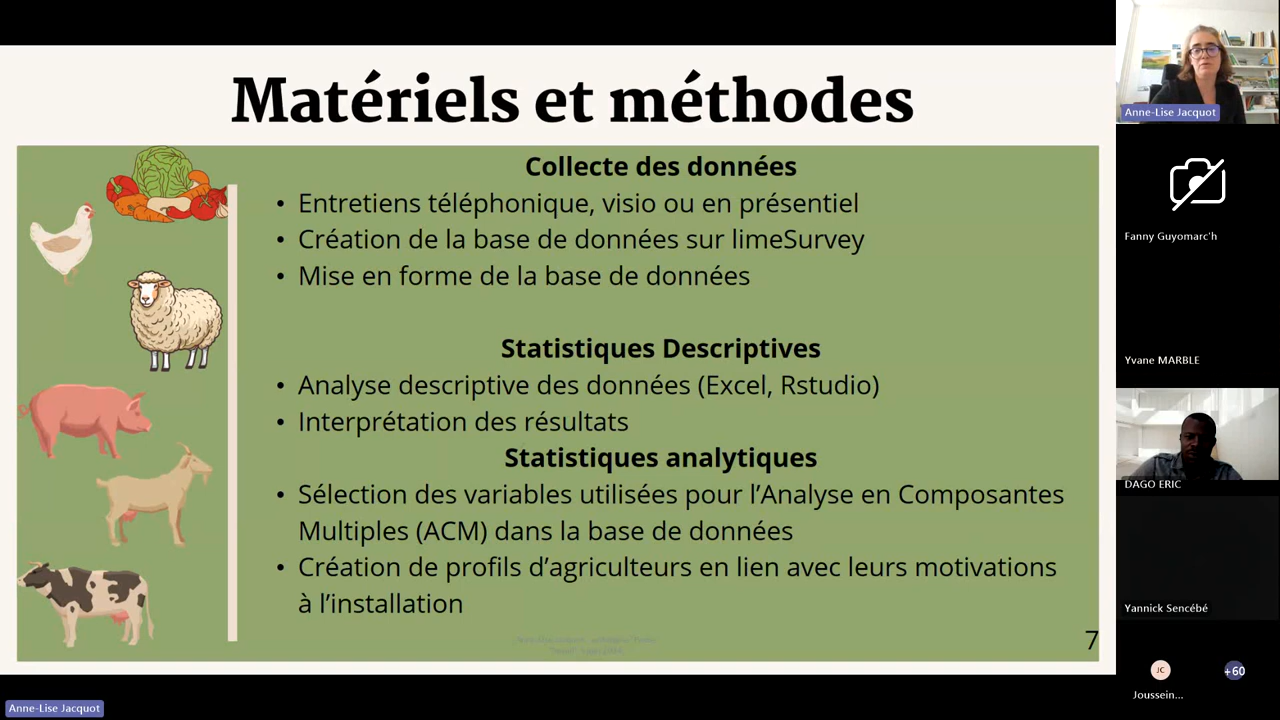 Matériels et méthodes
Collecte des données
• Entretiens téléphonique, visio ou en présentiel
• Création de la base de données sur limeSurvey
• Mise en forme de la base de données
Statistiques Descriptives
• Analyse descriptive des données (Excel, Rstudio)
• Interprétation des résultats
Statistiques analytiques
• Sélection des variables utilisées pour l’Analyse en Composantes
Multiples (ACM) dans la base de données
• Création de profils d’agriculteurs en lien avec leurs motivations
à l’installation
7
Anne-Lise Jacquot
Anne-Lise Jacquot
Fanny Guyomarc'h
Yvane MARBLE
DAGO ERIC
Yannick Sencébé
JC
+60
Joussein...